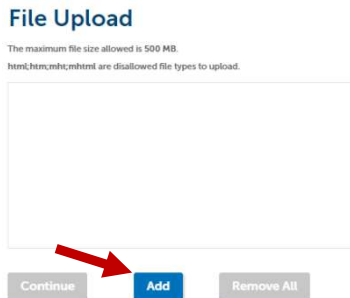 File Upload
The maximum file size allowed is 500 MB.
html;htm;mht;mhtml are disallowed file types to upload.
Continue Add Remove All